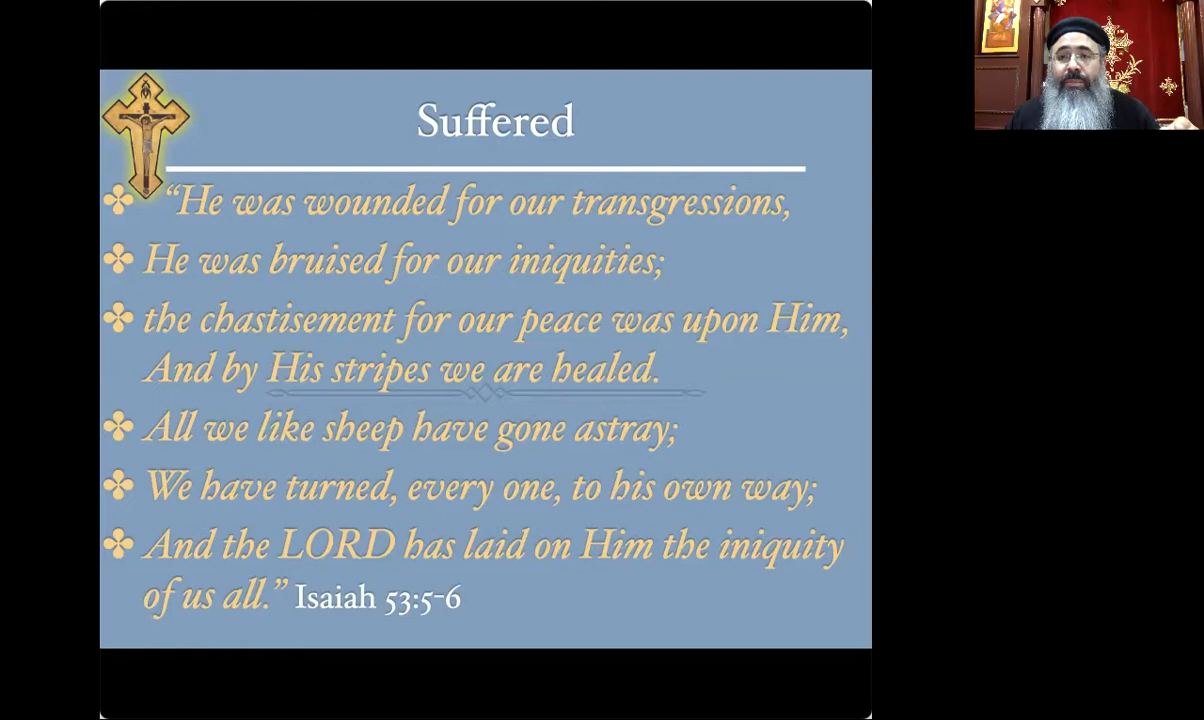 Suffered
“He was wounded for our transgressions,
He was bruised for our iniquities;
the chastisement for our peace was upon Him,
And by His stripes we are healed.
All we like sheep have gone astray;
We have turned, every one, to his own way;
And the LORD has laid on Him the iniquity
of us all.” Isaiah 53:5-6